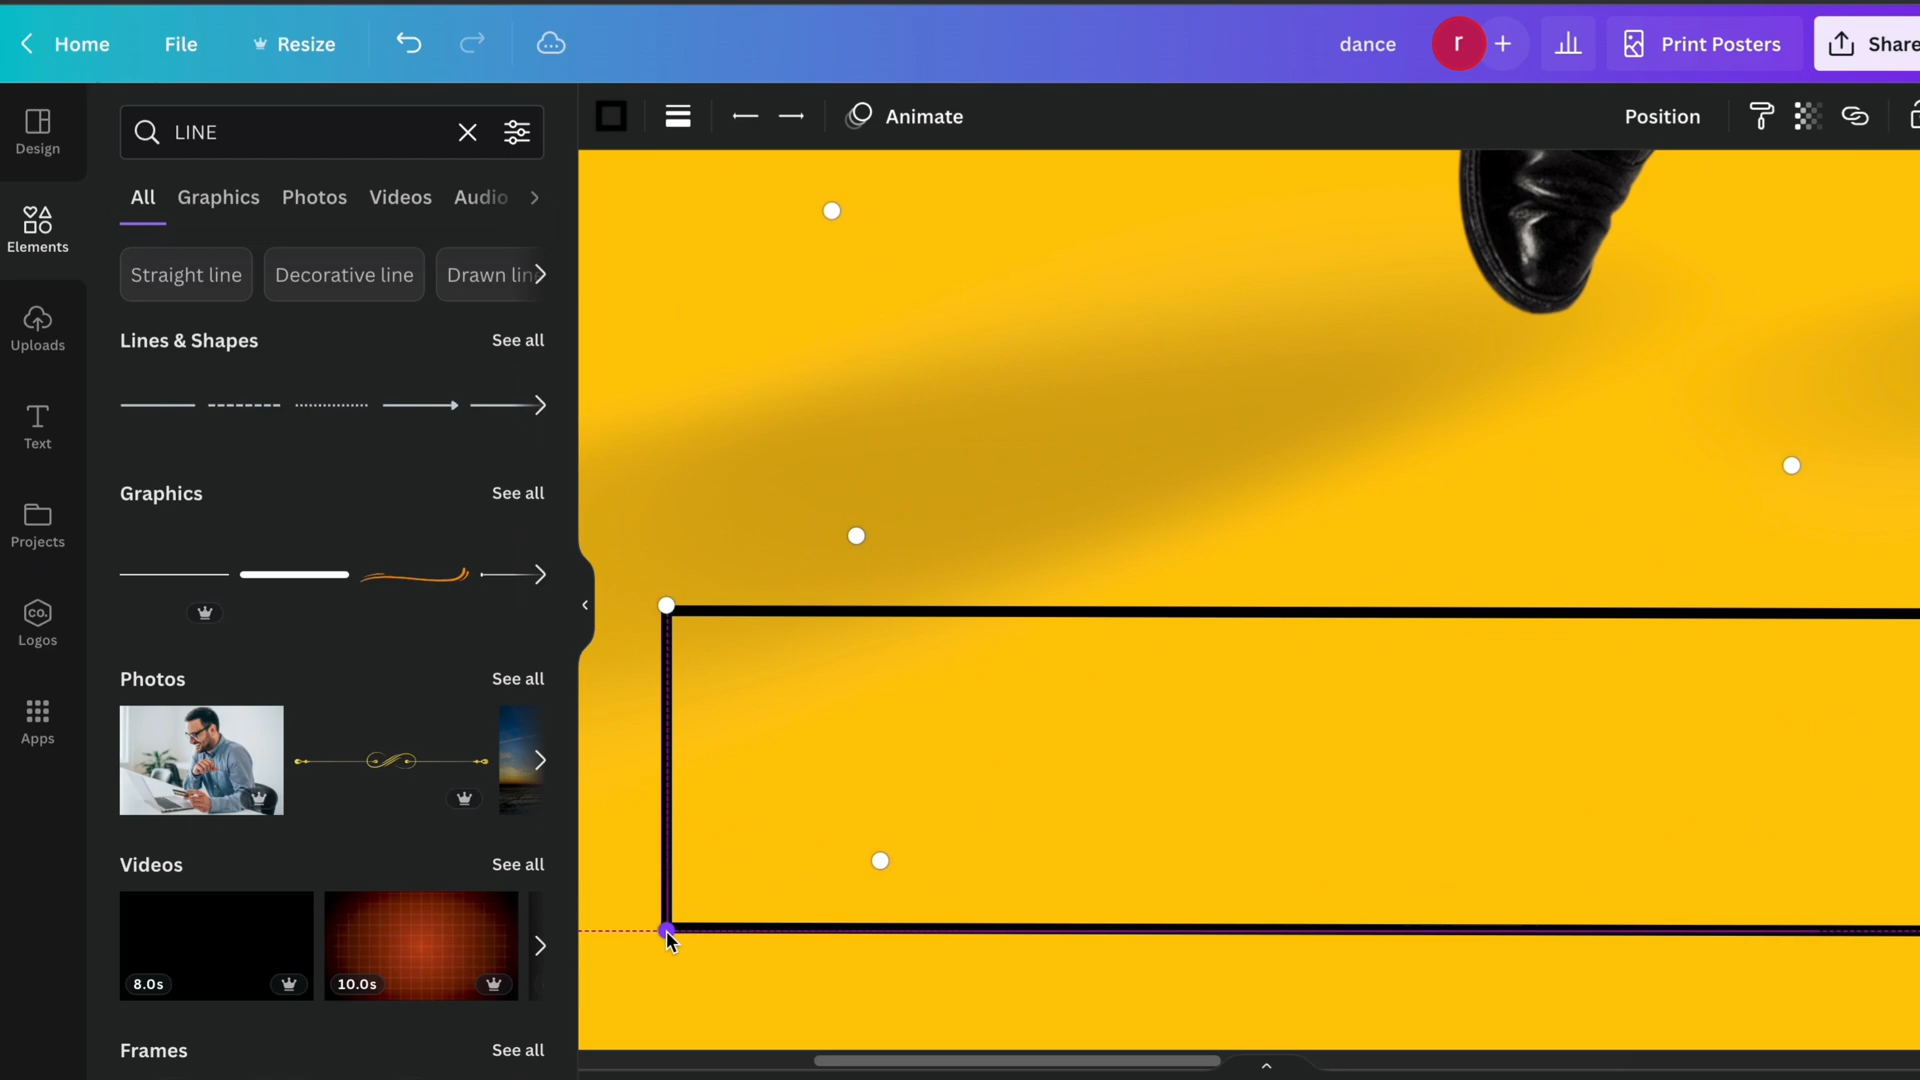 Home File Resize dance r Print Posters Share
LINE
Animate Position
Design
All Graphics Photos Videos Audio
Elements
Straight line Decorative line Drawn line
Uploads
Lines & Shapes See all
Text
Graphics See all
Projects
co.
Logos
Photos See all
Apps
Videos See all
8.0s 10.0s
Frames See all